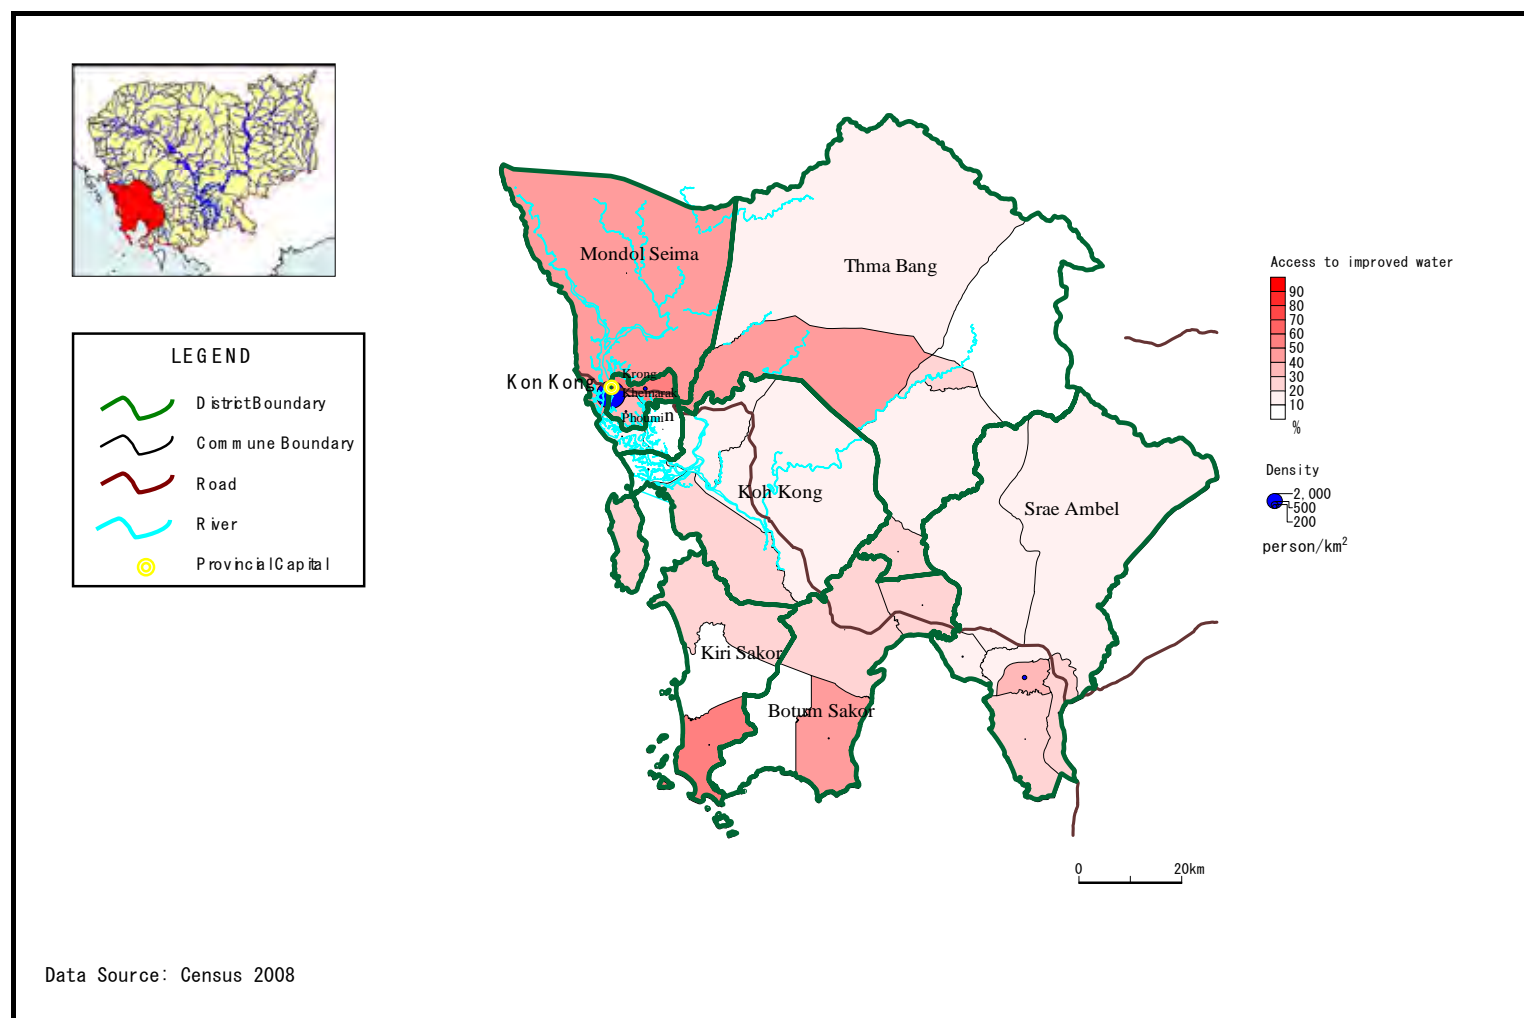 LEGEND
District Boundary
Commune Boundary
Road
River
Provincial Capital
Mondol Seima
Thma Bang
Kon Kong
Krong
Khemarak
Phoumin
Koh Kong
Srae Ambel
Kiri Sakor
Botum Sakor
Access to improved water
90
80
70
60
50
40
30
20
10
%
Density
2,000
500
200
person/km²
0 20km
Data Source: Census 2008